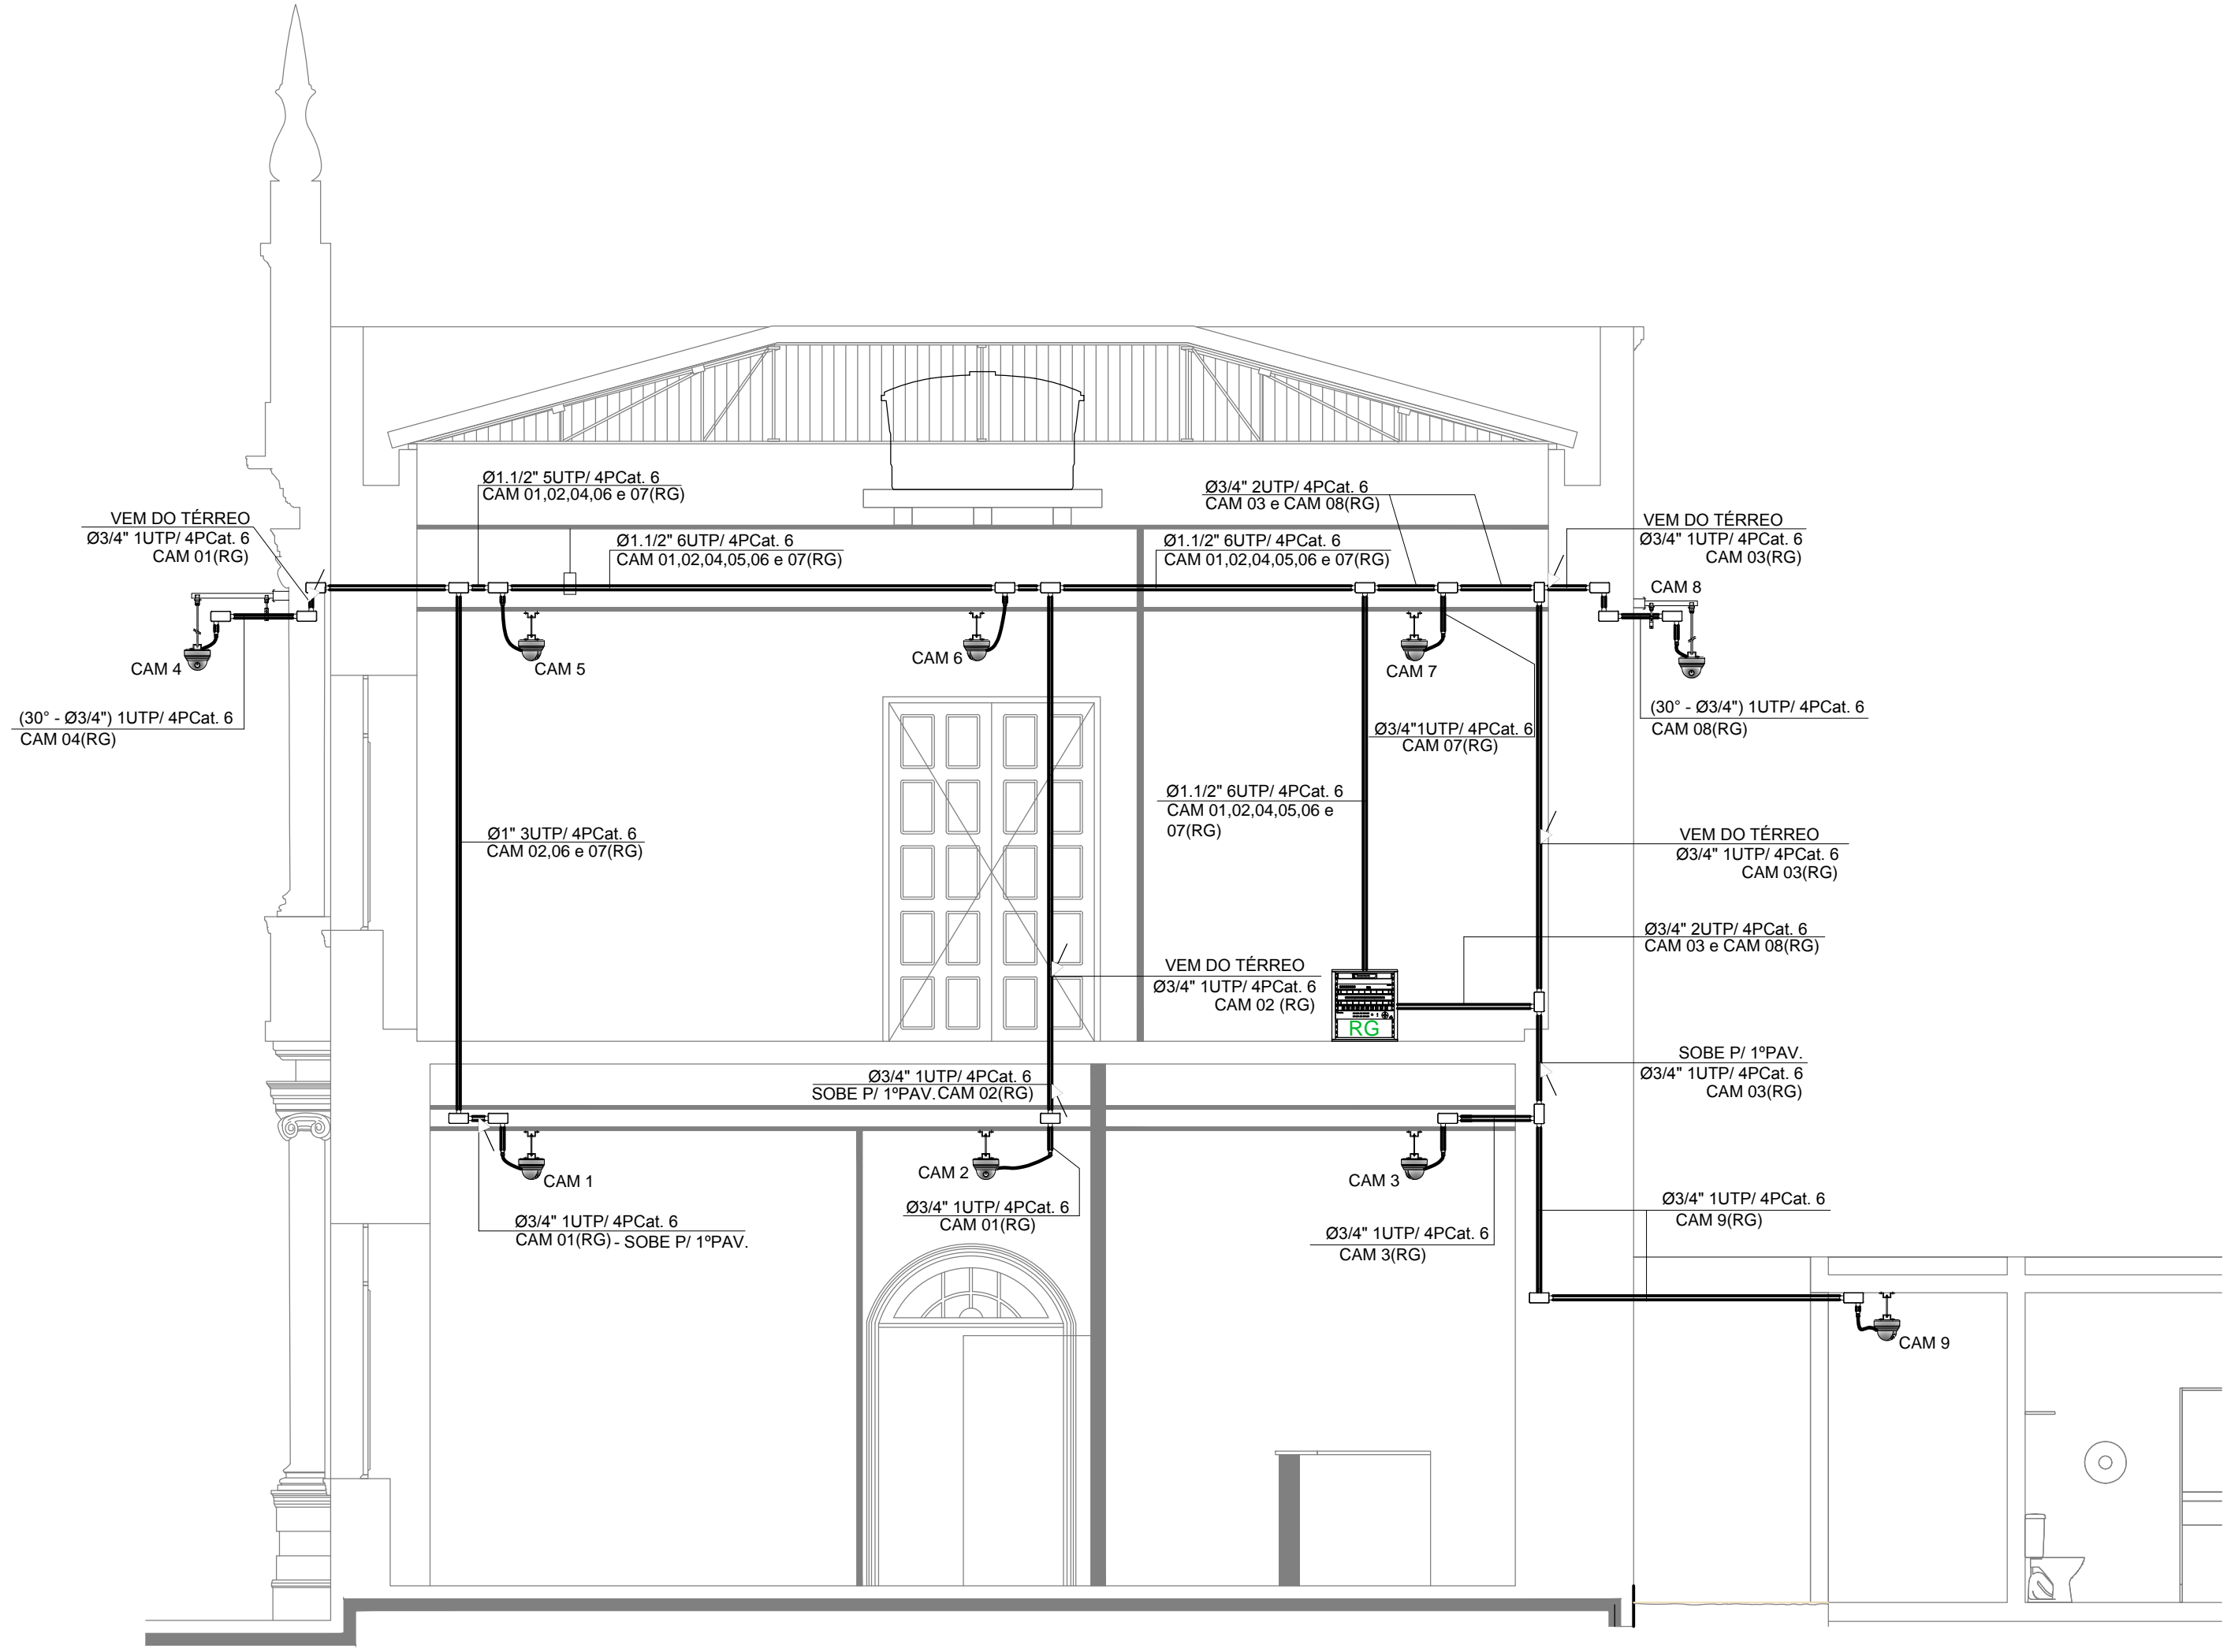 Ø1.1/2" 5UTP/ 4PCat. 6
CAM 01,02,04,06 e 07(RG)
Ø3/4" 2UTP/ 4PCat. 6
CAM 03 e CAM 08(RG)
VEM DO TÉRREO
Ø3/4" 1UTP/ 4PCat. 6
CAM 01(RG)
Ø1.1/2" 6UTP/ 4PCat. 6
CAM 01,02,04,05,06 e 07(RG)
Ø1.1/2" 6UTP/ 4PCat. 6
CAM 01,02,04,05,06 e 07(RG)
VEM DO TÉRREO
Ø3/4" 1UTP/ 4PCat. 6
CAM 03(RG)
CAM 8
CAM 4
CAM 5
CAM 6
CAM 7
(30° - Ø3/4") 1UTP/ 4PCat. 6
CAM 04(RG)
(30° - Ø3/4") 1UTP/ 4PCat. 6
CAM 08(RG)
Ø3/4"1UTP/ 4PCat. 6
CAM 07(RG)
Ø1.1/2" 6UTP/ 4PCat. 6
CAM 01,02,04,05,06 e
07(RG)
Ø1" 3UTP/ 4PCat. 6
CAM 02,06 e 07(RG)
VEM DO TÉRREO
Ø3/4" 1UTP/ 4PCat. 6
CAM 03(RG)
Ø3/4" 2UTP/ 4PCat. 6
CAM 03 e CAM 08(RG)
VEM DO TÉRREO
Ø3/4" 1UTP/ 4PCat. 6
CAM 02 (RG)
RG
SOBE P/ 1ºPAV.
Ø3/4" 1UTP/ 4PCat. 6
CAM 03(RG)
Ø3/4" 1UTP/ 4PCat. 6
SOBE P/ 1ºPAV. CAM 02(RG)
CAM 1
CAM 2
CAM 3
Ø3/4" 1UTP/ 4PCat. 6
CAM 01(RG) - SOBE P/ 1ºPAV.
Ø3/4" 1UTP/ 4PCat. 6
CAM 01(RG)
Ø3/4" 1UTP/ 4PCat. 6
CAM 3(RG)
Ø3/4" 1UTP/ 4PCat. 6
CAM 9(RG)
CAM 9